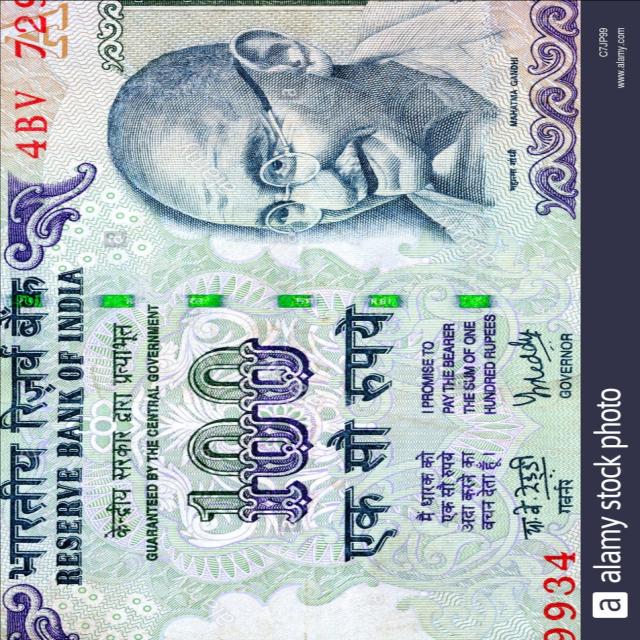 भारतीय रिज़र्व बैंक
RESERVE BANK OF INDIA
केन्द्रीय सरकार द्वारा प्रत्याभूत
GUARANTEED BY THE CENTRAL GOVERNMENT
100
एक सौ रुपये
मैं धारक को
एक सौ रुपये
अदा करने का
वचन देता हूँ।
I PROMISE TO
PAY THE BEARER
THE SUM OF ONE
HUNDRED RUPEES
गवर्नर
GOVERNOR
4BV 729
9934
महात्मा गांधी
MAHATMA GANDHI
a alamy stock photo
C7JP99
www.alamy.com